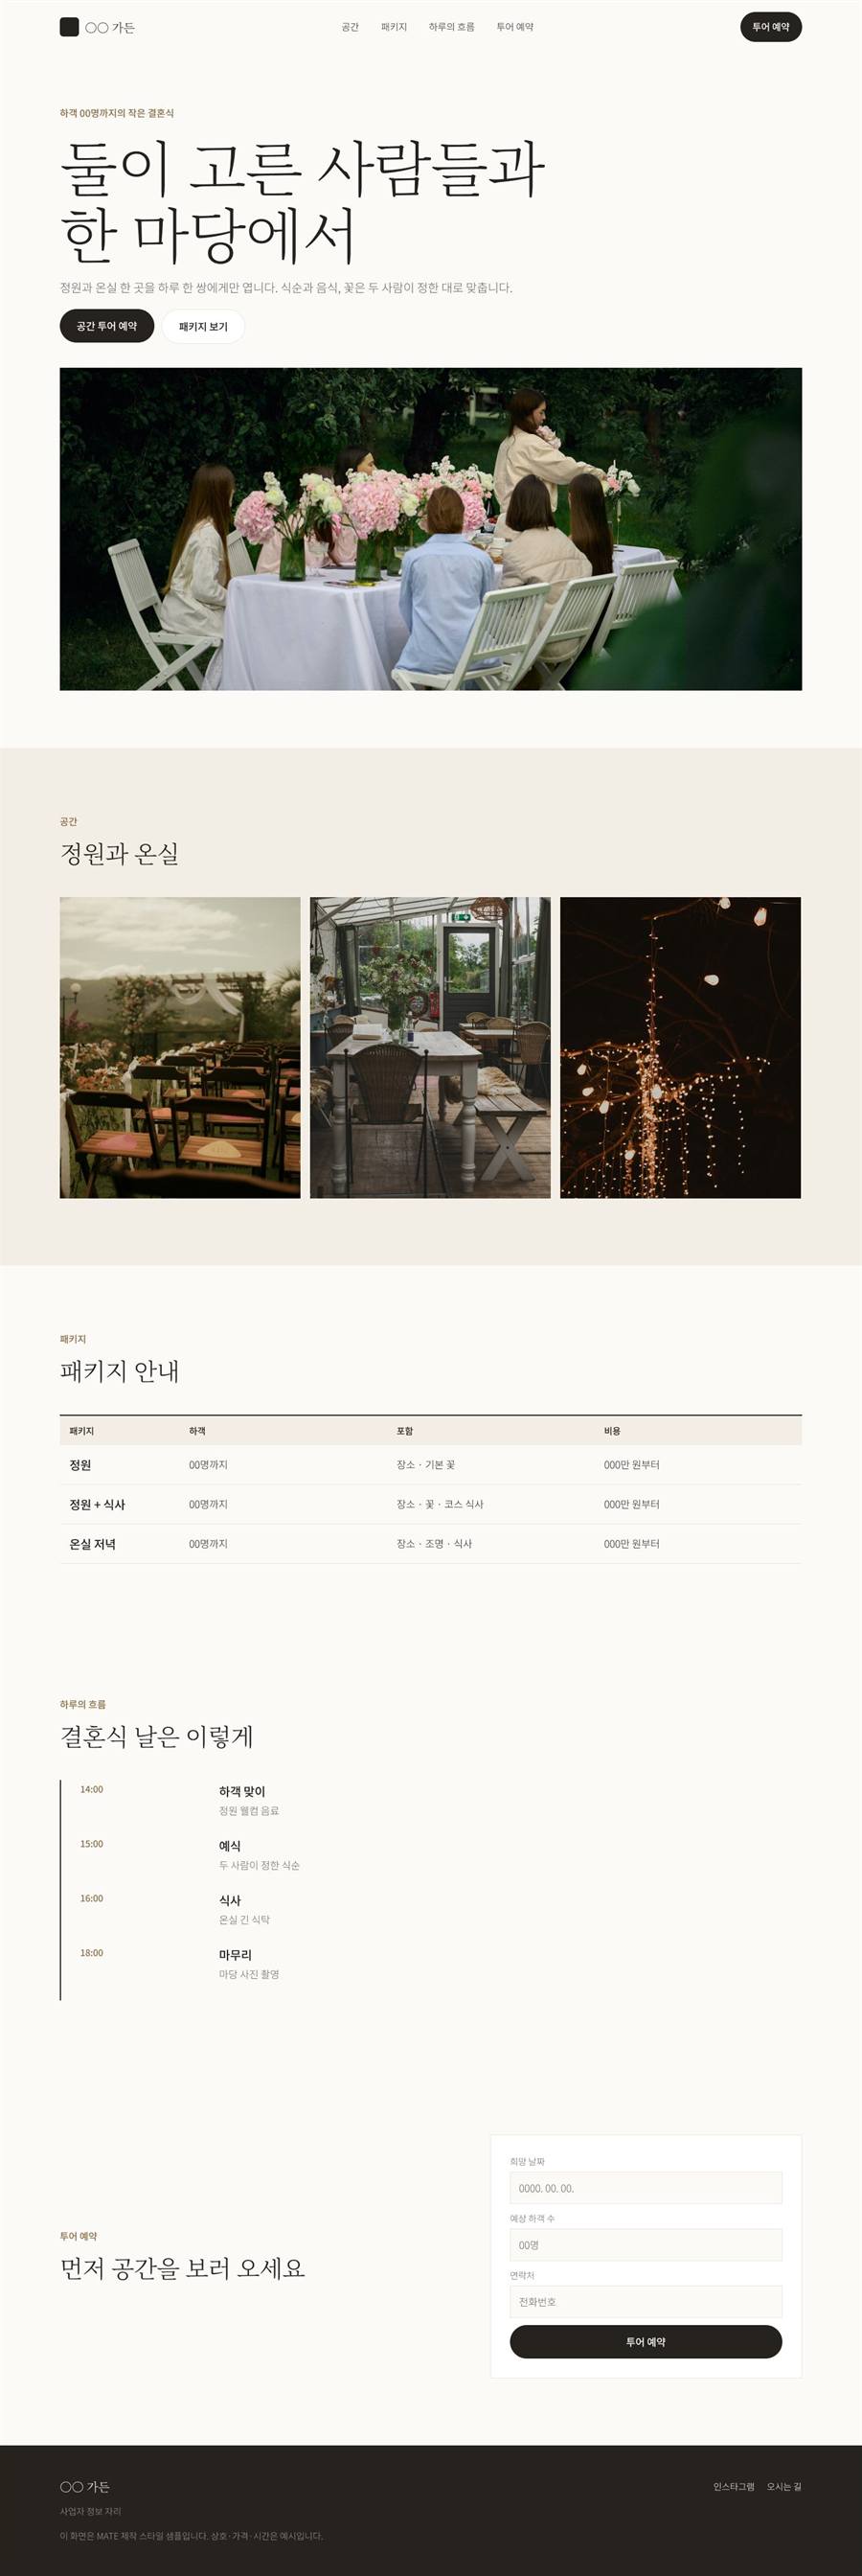 ○○ 가든
공간 패키지 하루의 흐름 투어 예약
투어 예약
하객 00명까지의 작은 결혼식
둘이 고른 사람들과
한 마당에서
정원과 온실 한 곳을 하루 한 쌍에게만 엽니다. 식순과 음식, 꽃은 두 사람이 정한 대로 맞춥니다.
공간 투어 예약 패키지 보기
공간
정원과 온실
패키지
패키지 안내
패키지 하객 포함 비용
정원 00명까지 장소 · 기본 꽃 000만 원부터
정원 + 식사 00명까지 장소 · 꽃 · 코스 식사 000만 원부터
온실 저녁 00명까지 장소 · 조명 · 식사 000만 원부터
하루의 흐름
결혼식 날은 이렇게
14:00 하객 맞이
정원 웰컴 음료
15:00 예식
두 사람이 정한 식순
16:00 식사
온실 긴 식탁
18:00 마무리
마당 사진 촬영
투어 예약
먼저 공간을 보러 오세요
희망 날짜
0000. 00. 00.
예상 하객 수
00명
연락처
전화번호
투어 예약
○○ 가든
인스타그램 오시는 길
사업자 정보 자리
이 화면은 MATE 제작 스타일 샘플입니다. 상호·가격·시간은 예시입니다.